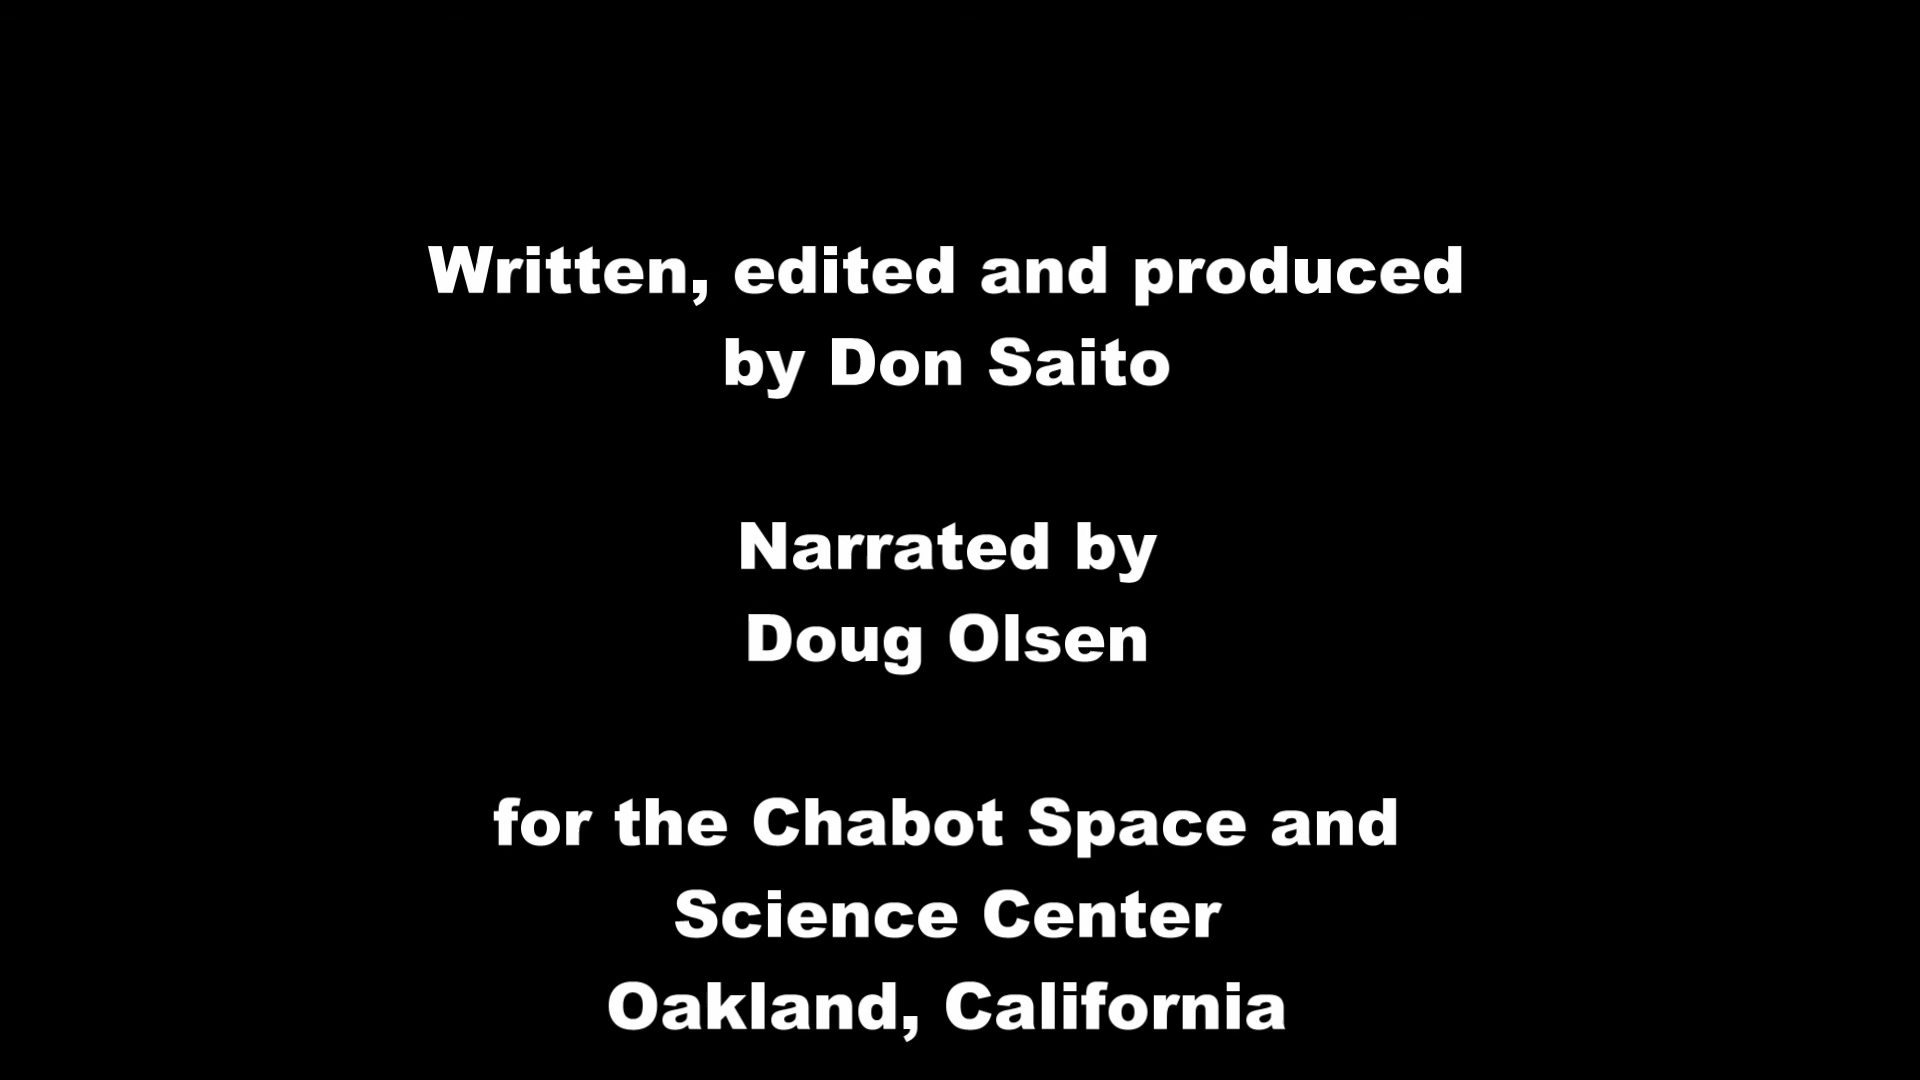 Written, edited and produced
by Don Saito
Narrated by
Doug Olsen
for the Chabot Space and
Science Center
Oakland, California